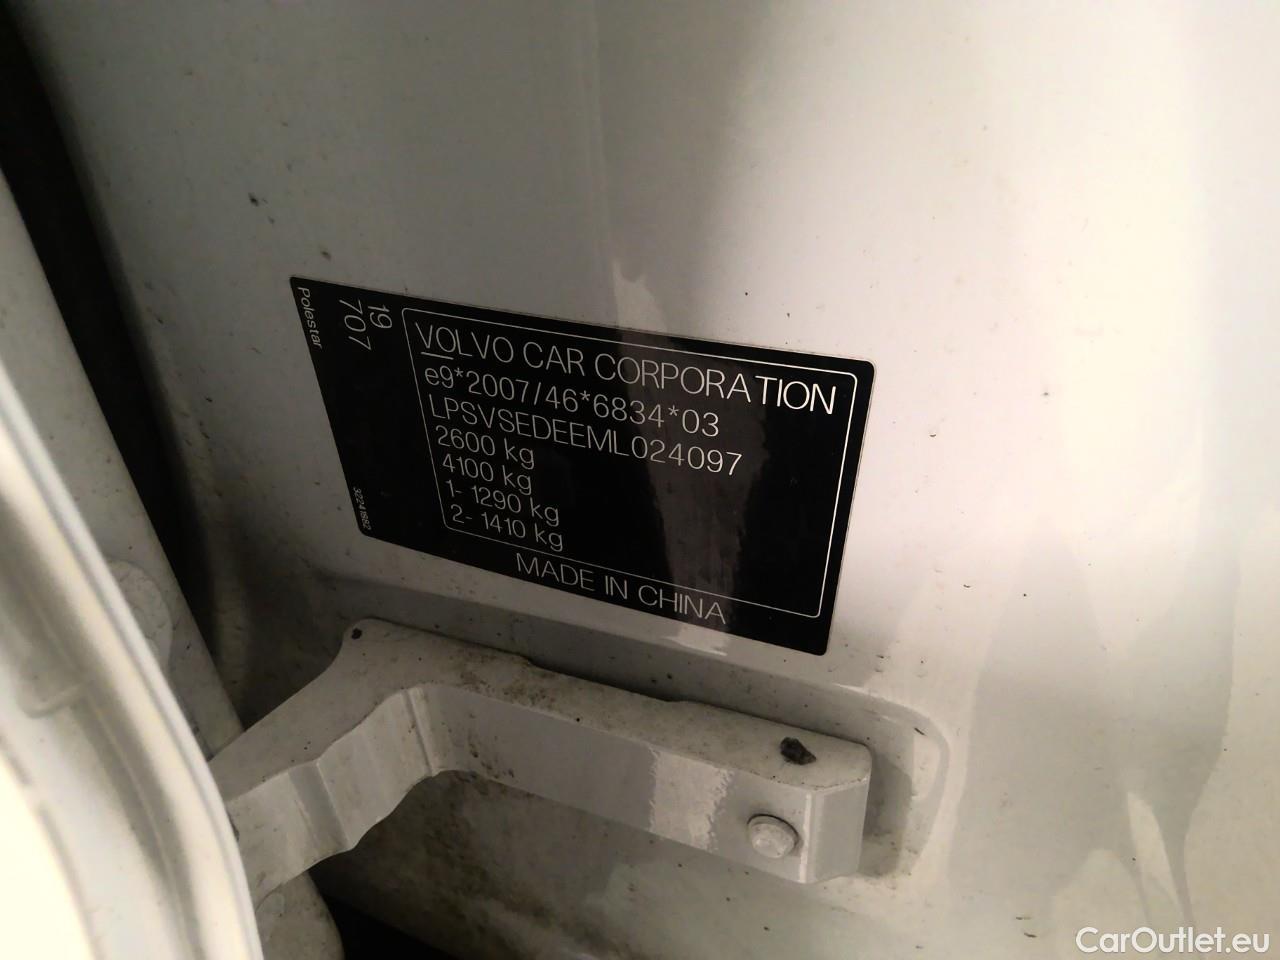 Polestar
19
707
VOLVO CAR CORPORATION
e9*2007/46*6834*03
LPSVSEDEEML024097
2600 kg
4100 kg
1- 1290 kg
2- 1410 kg
MADE IN CHINA
CarOutlet.eu